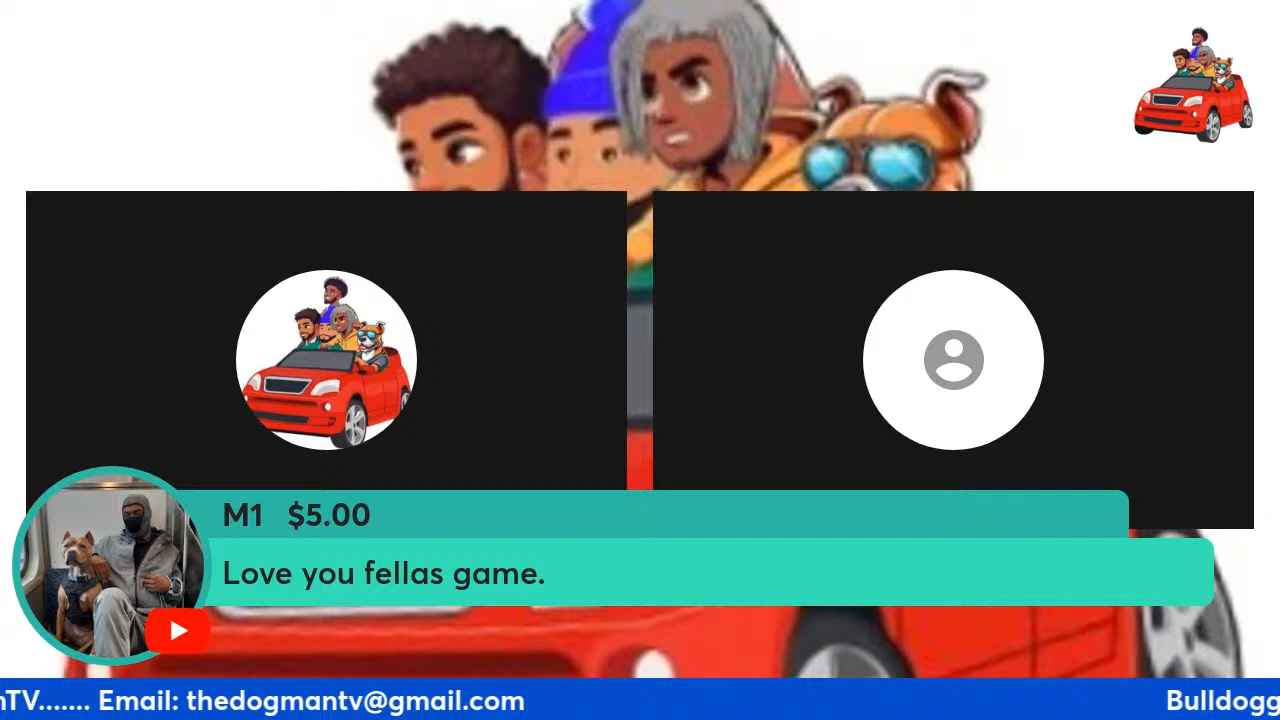 M1 $5.00
Love you fellas game.
nTV....... Email: thedogmantv@gmail.com
Bulldogg